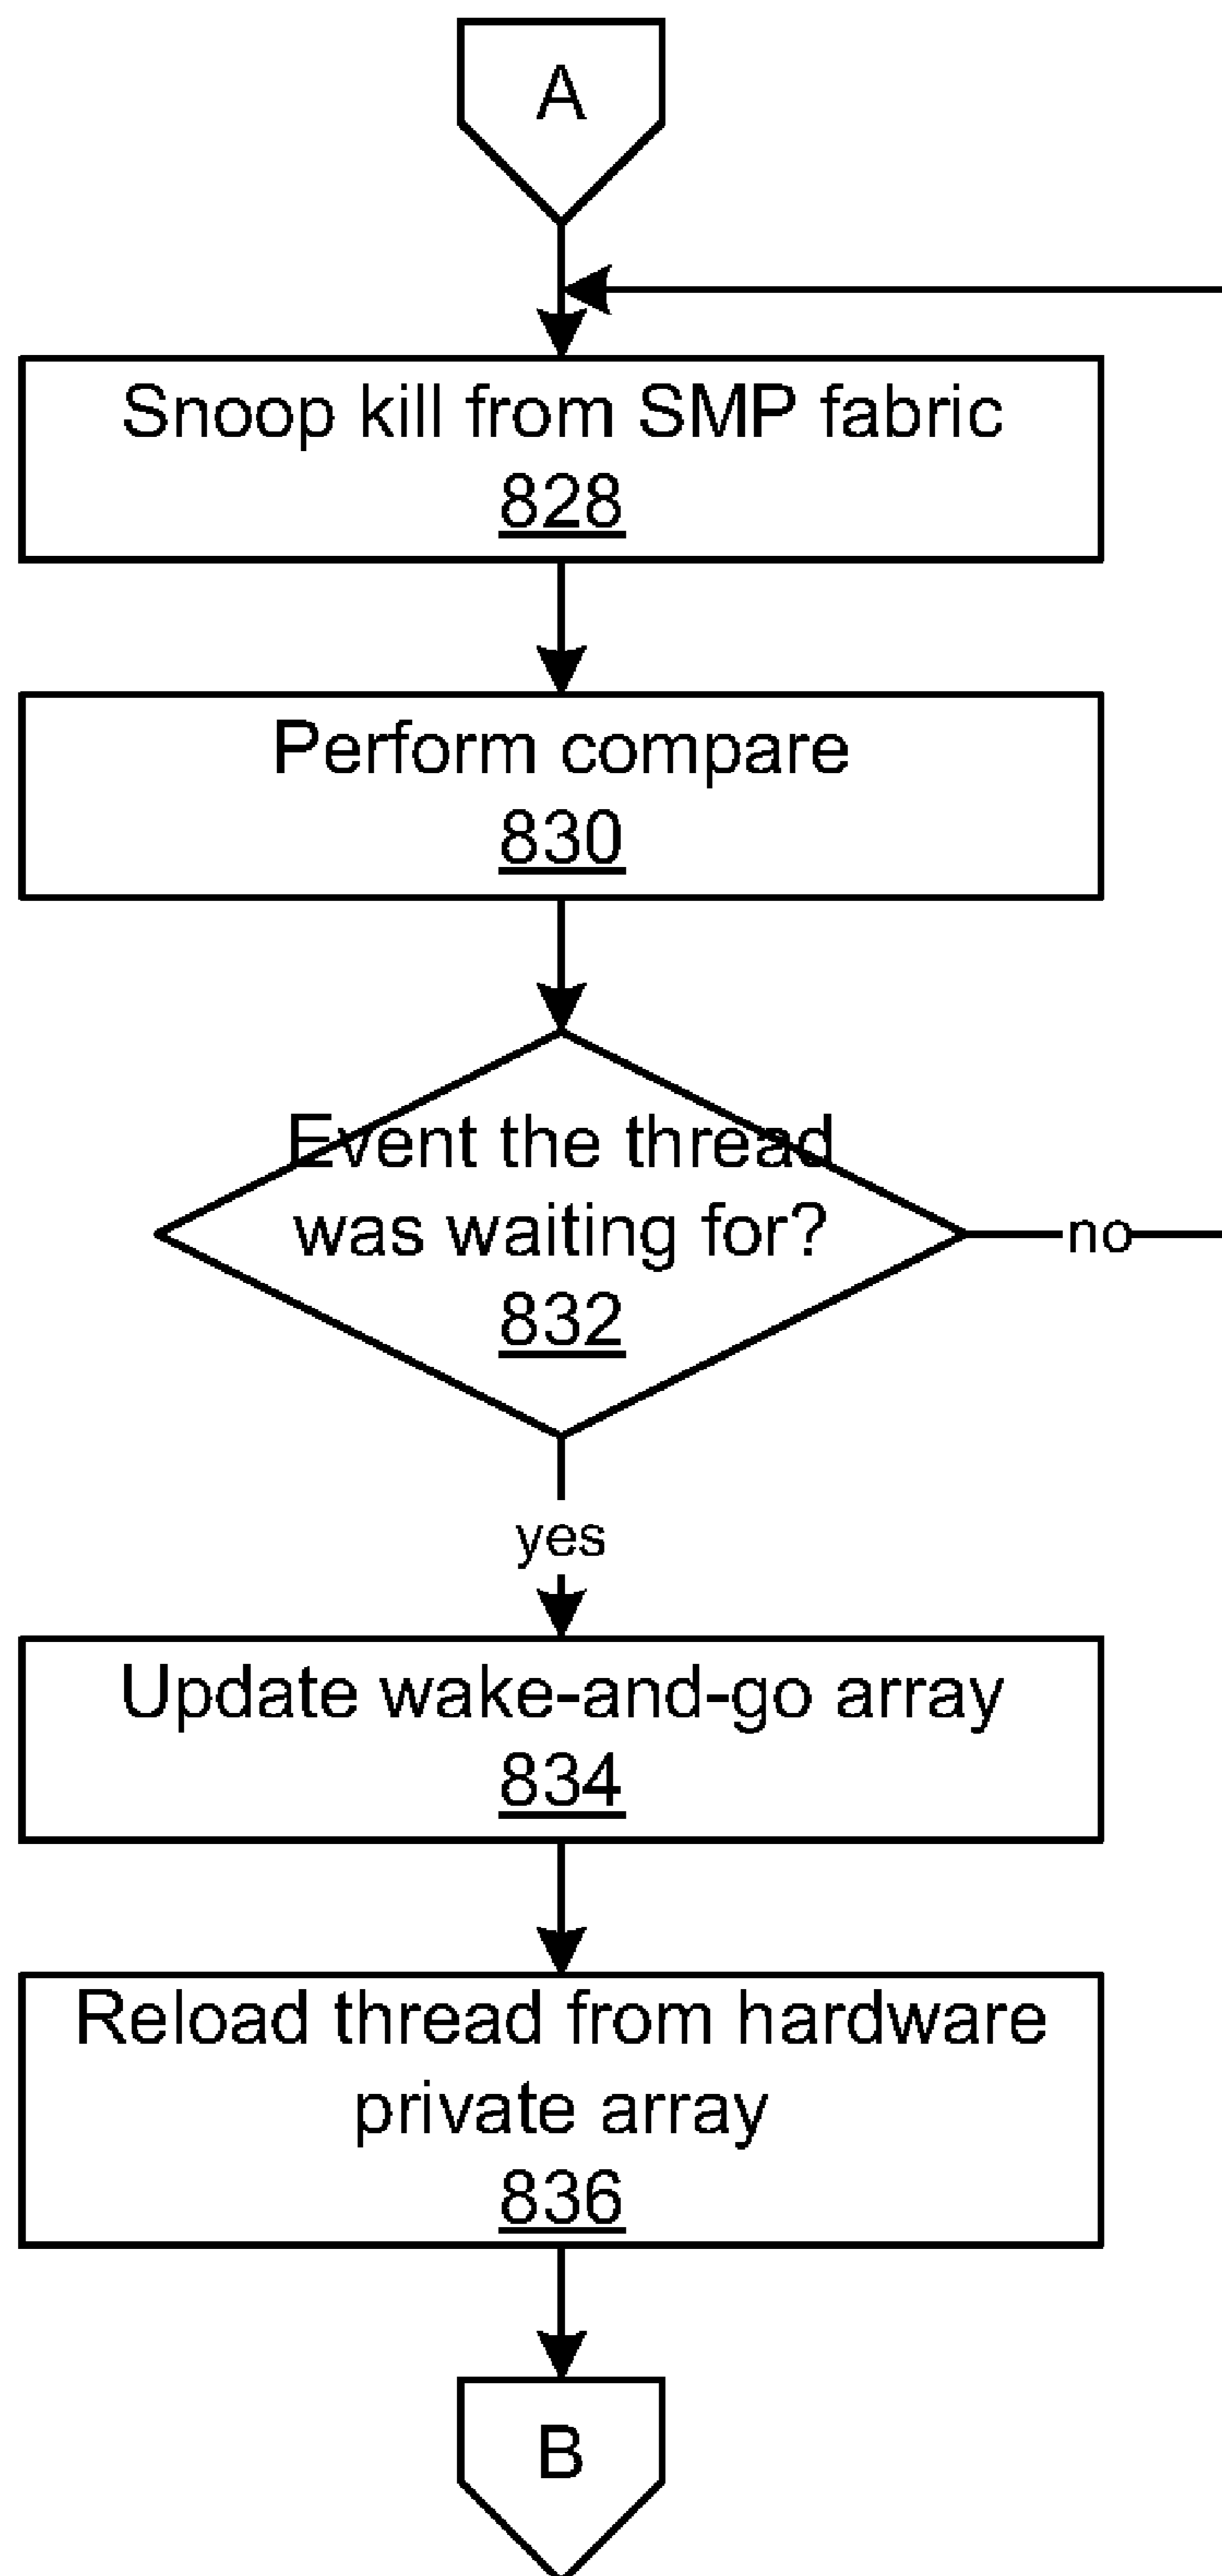 A
Snoop kill from SMP fabric
828
Perform compare
830
Event the thread
was waiting for?
832
no
yes
Update wake-and-go array
834
Reload thread from hardware
private array
836
B